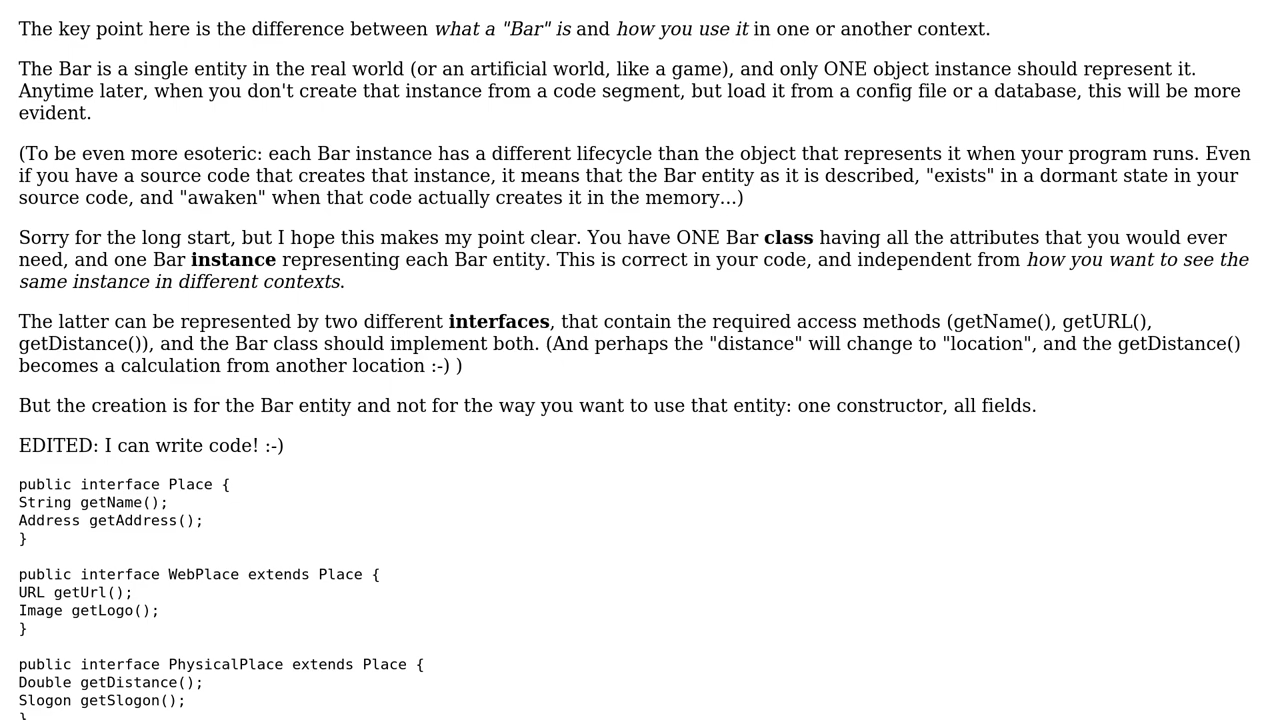 The key point here is the difference between what a "Bar" is and how you use it in one or another context.
The Bar is a single entity in the real world (or an artificial world, like a game), and only ONE object instance should represent it.
Anytime later, when you don't create that instance from a code segment, but load it from a config file or a database, this will be more
evident.
(To be even more esoteric: each Bar instance has a different lifecycle than the object that represents it when your program runs. Even
if you have a source code that creates that instance, it means that the Bar entity as it is described, "exists" in a dormant state in your
source code, and "awaken" when that code actually creates it in the memory...)
Sorry for the long start, but I hope this makes my point clear. You have ONE Bar class having all the attributes that you would ever
need, and one Bar instance representing each Bar entity. This is correct in your code, and independent from how you want to see the
same instance in different contexts.
The latter can be represented by two different interfaces, that contain the required access methods (getName(), getURL(),
getDistance()), and the Bar class should implement both. (And perhaps the "distance" will change to "location", and the getDistance()
becomes a calculation from another location :-) )
But the creation is for the Bar entity and not for the way you want to use that entity: one constructor, all fields.
EDITED: I can write code! :-)
public interface Place {
String getName();
Address getAddress();
}
public interface WebPlace extends Place {
URL getUrl();
Image getLogo();
}
public interface PhysicalPlace extends Place {
Double getDistance();
Slogon getSlogon();
}